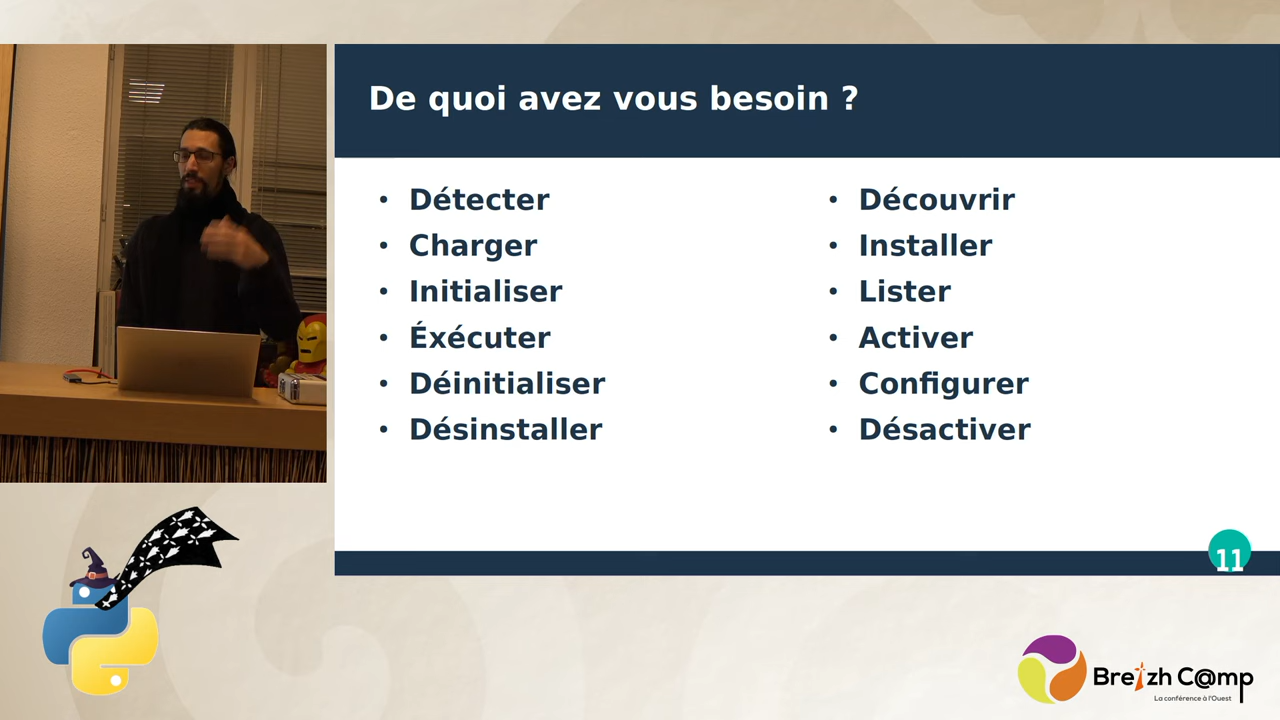 De quoi avez vous besoin ?
• Détecter
• Charger
• Initialiser
• Éxécuter
• Déinitialiser
• Désinstaller
• Découvrir
• Installer
• Lister
• Activer
• Configurer
• Désactiver
11
Breizh C@mp
La conférence à l'Ouest